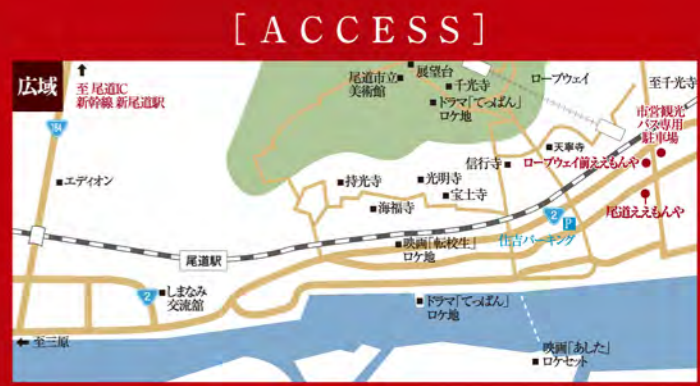 [ACCESS]
広域
至 尾道IC
新幹線 新尾道駅
184
エディオン
尾道市立
美術館
展望台
千光寺
ドラマ「てっぱん」
ロケ地
ロープウェイ
至千光寺
市営観光
バス専用
駐車場
天寧寺
ロープウェイ前ええもんや
信行寺
持光寺
光明寺
宝土寺
海福寺
尾道ええもんや
2
P
住吉パーキング
映画「転校生」
ロケ地
尾道駅
2
しまなみ
交流館
ドラマ「てっぱん」
ロケ地
至三原
映画「あした」
ロケセット